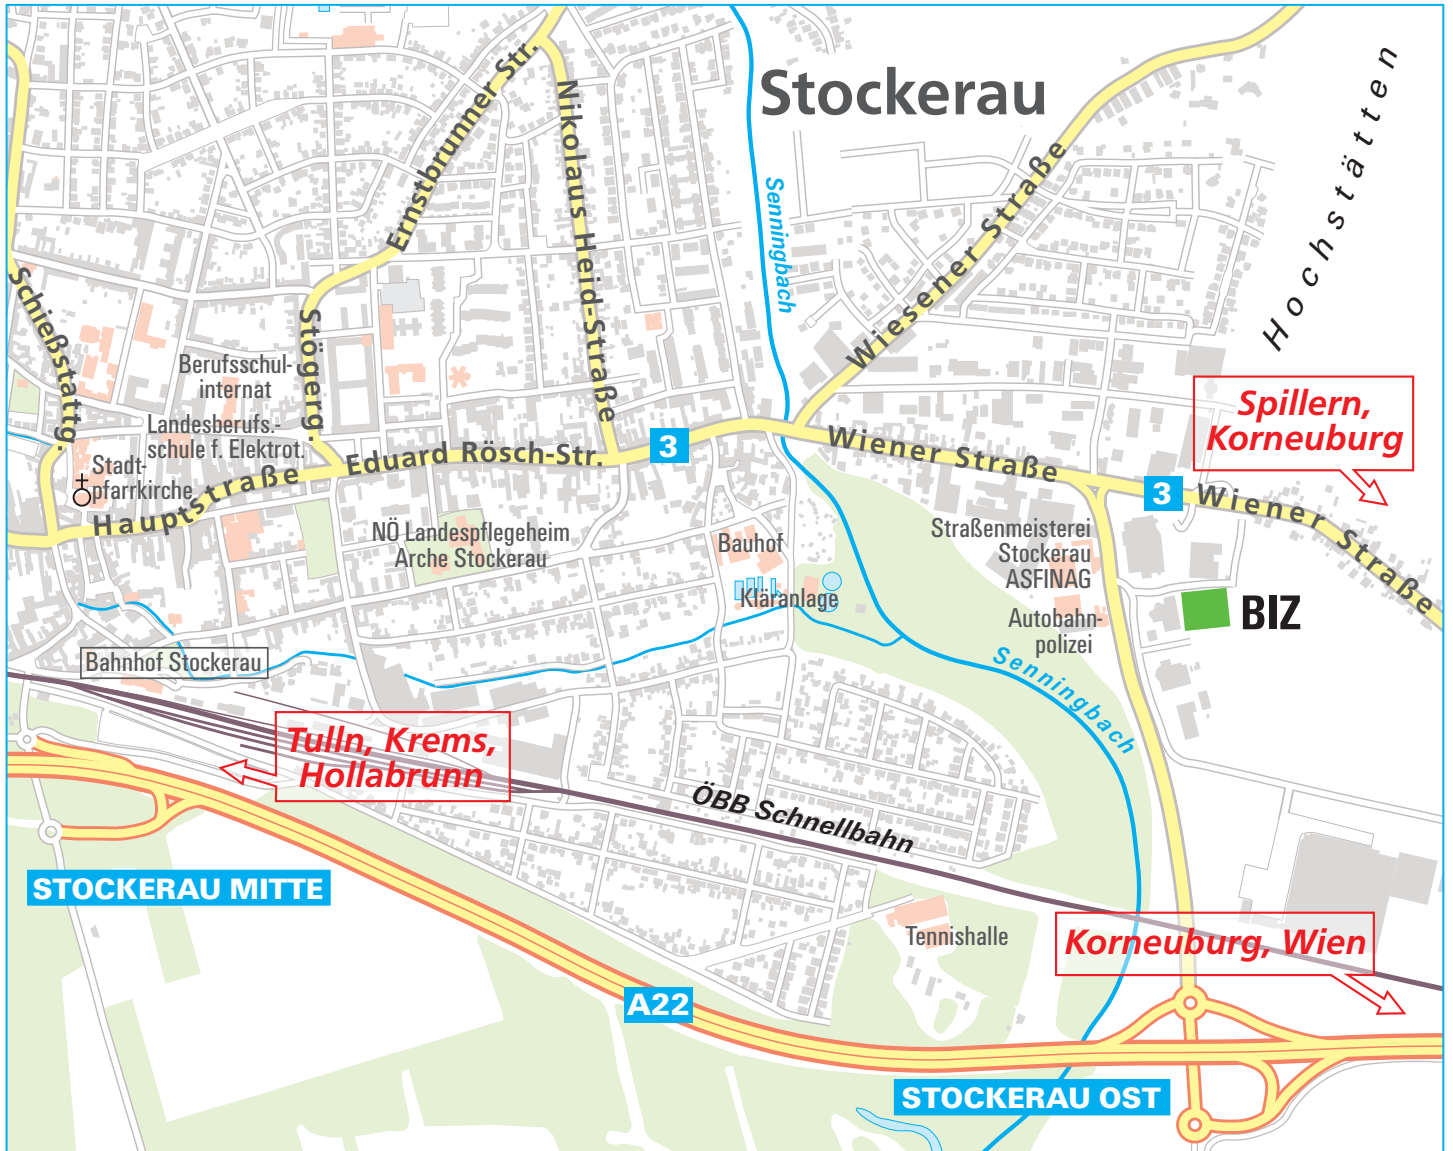 Stockerau
Hochstätten
Ernstbrunner Str.
Nikolaus Heid-Straße
Senningbach
Wiesener Straße
Schießstattg.
Stögerg.
Berufsschul-
internat
Landesberufs.-
schule f. Elektrot.
Stadt-
pfarrkirche
Hauptstraße
Eduard Rösch-Str.
3
Wiener Straße
3
Wiener Straße
Spillern,
Korneuburg
NÖ Landespflegeheim
Arche Stockerau
Bauhof
Kläranlage
Straßenmeisterei
Stockerau
ASFINAG
Autobahn-
polizei
BIZ
Bahnhof Stockerau
Senningbach
Tulln, Krems,
Hollabrunn
ÖBB Schnellbahn
STOCKERAU MITTE
Tennishalle
Korneuburg, Wien
A22
STOCKERAU OST